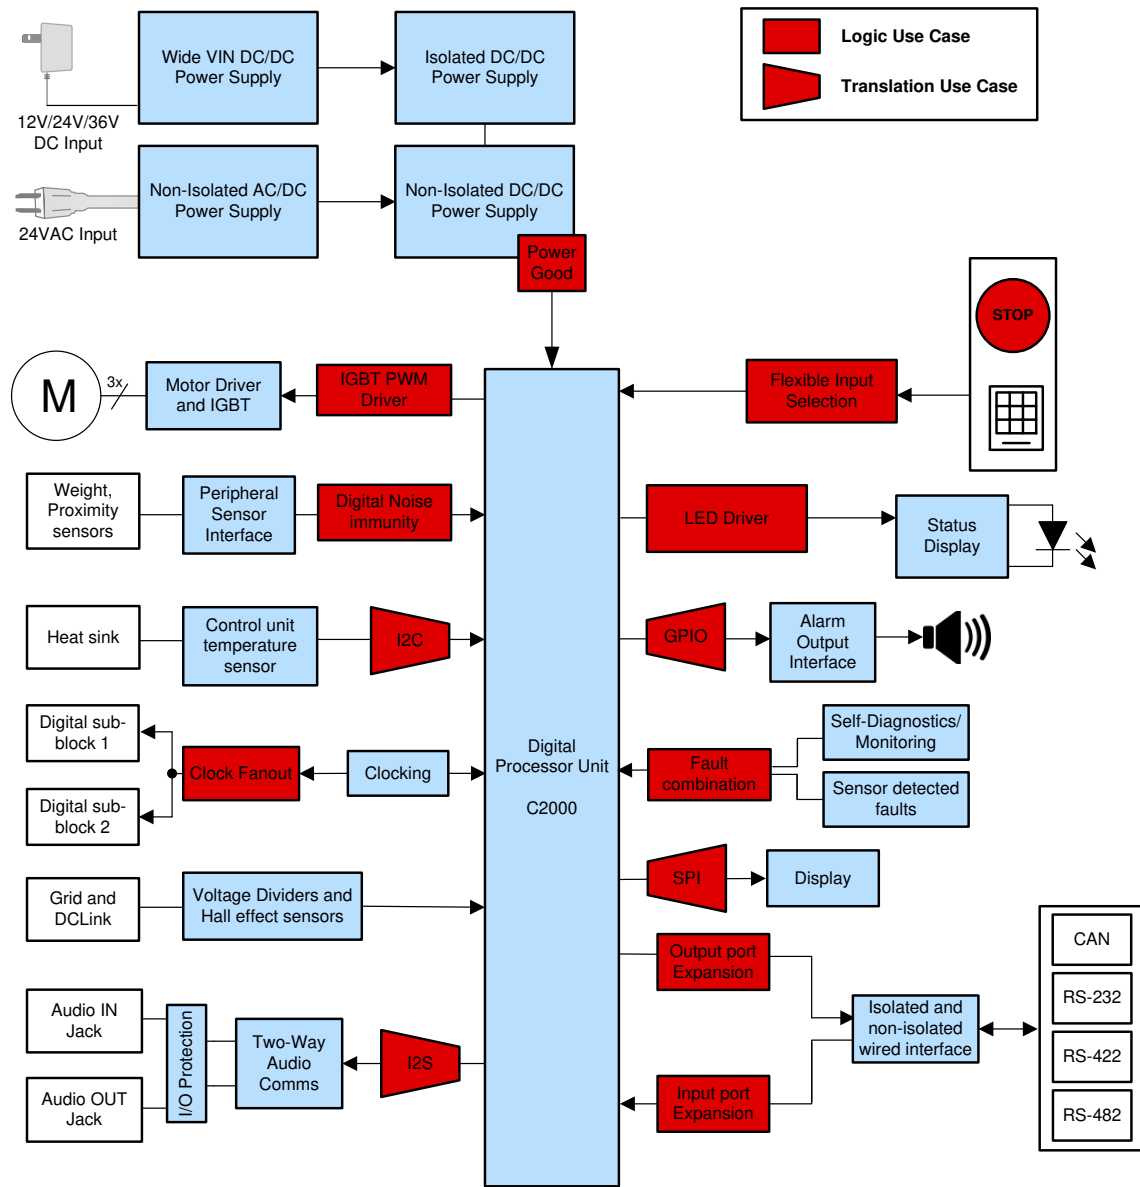 Wide VIN DC/DC
Power Supply
Isolated DC/DC
Power Supply
Logic Use Case
Translation Use Case
12V/24V/36V
DC Input
Non-Isolated AC/DC
Power Supply
Non-Isolated DC/DC
Power Supply
24VAC Input
Power
Good
STOP
M
3x
Motor Driver
and IGBT
IGBT PWM
Driver
Flexible Input
Selection
Weight,
Proximity
sensors
Peripheral
Sensor
Interface
Digital Noise
immunity
LED Driver
Status
Display
Heat sink
Control unit
temperature
sensor
I2C
GPIO
Alarm
Output
Interface
Digital sub-
block 1
Digital sub-
block 2
Clock Fanout
Clocking
Digital
Processor Unit
C2000
Fault
combination
Self-Diagnostics/
Monitoring
Sensor detected
faults
Grid and
DCLink
Voltage Dividers and
Hall effect sensors
SPI
Display
Output port
Expansion
Input port
Expansion
Isolated and
non-isolated
wired interface
CAN
RS-232
RS-422
RS-482
Audio IN
Jack
Audio OUT
Jack
I/O Protection
Two-Way
Audio
Comms
I2S